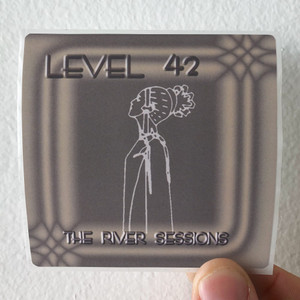 LEVEL 42
THE RIVER SESSIONS